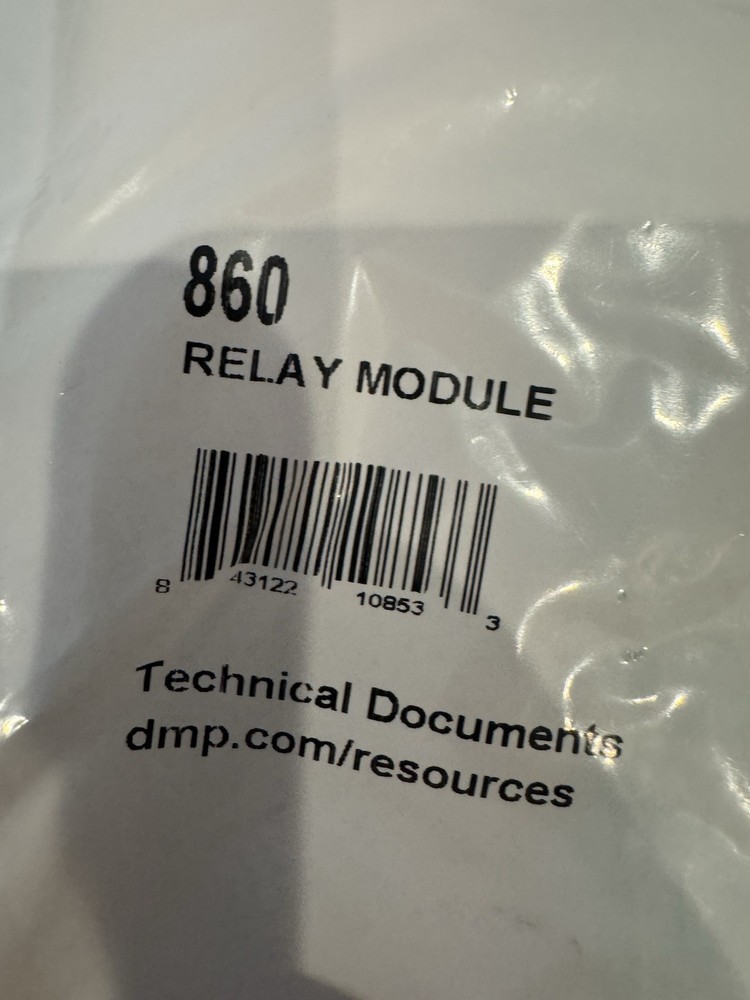 860
RELAY MODULE
8 43122 10853 3
Technical Documents
dmp.com/resources